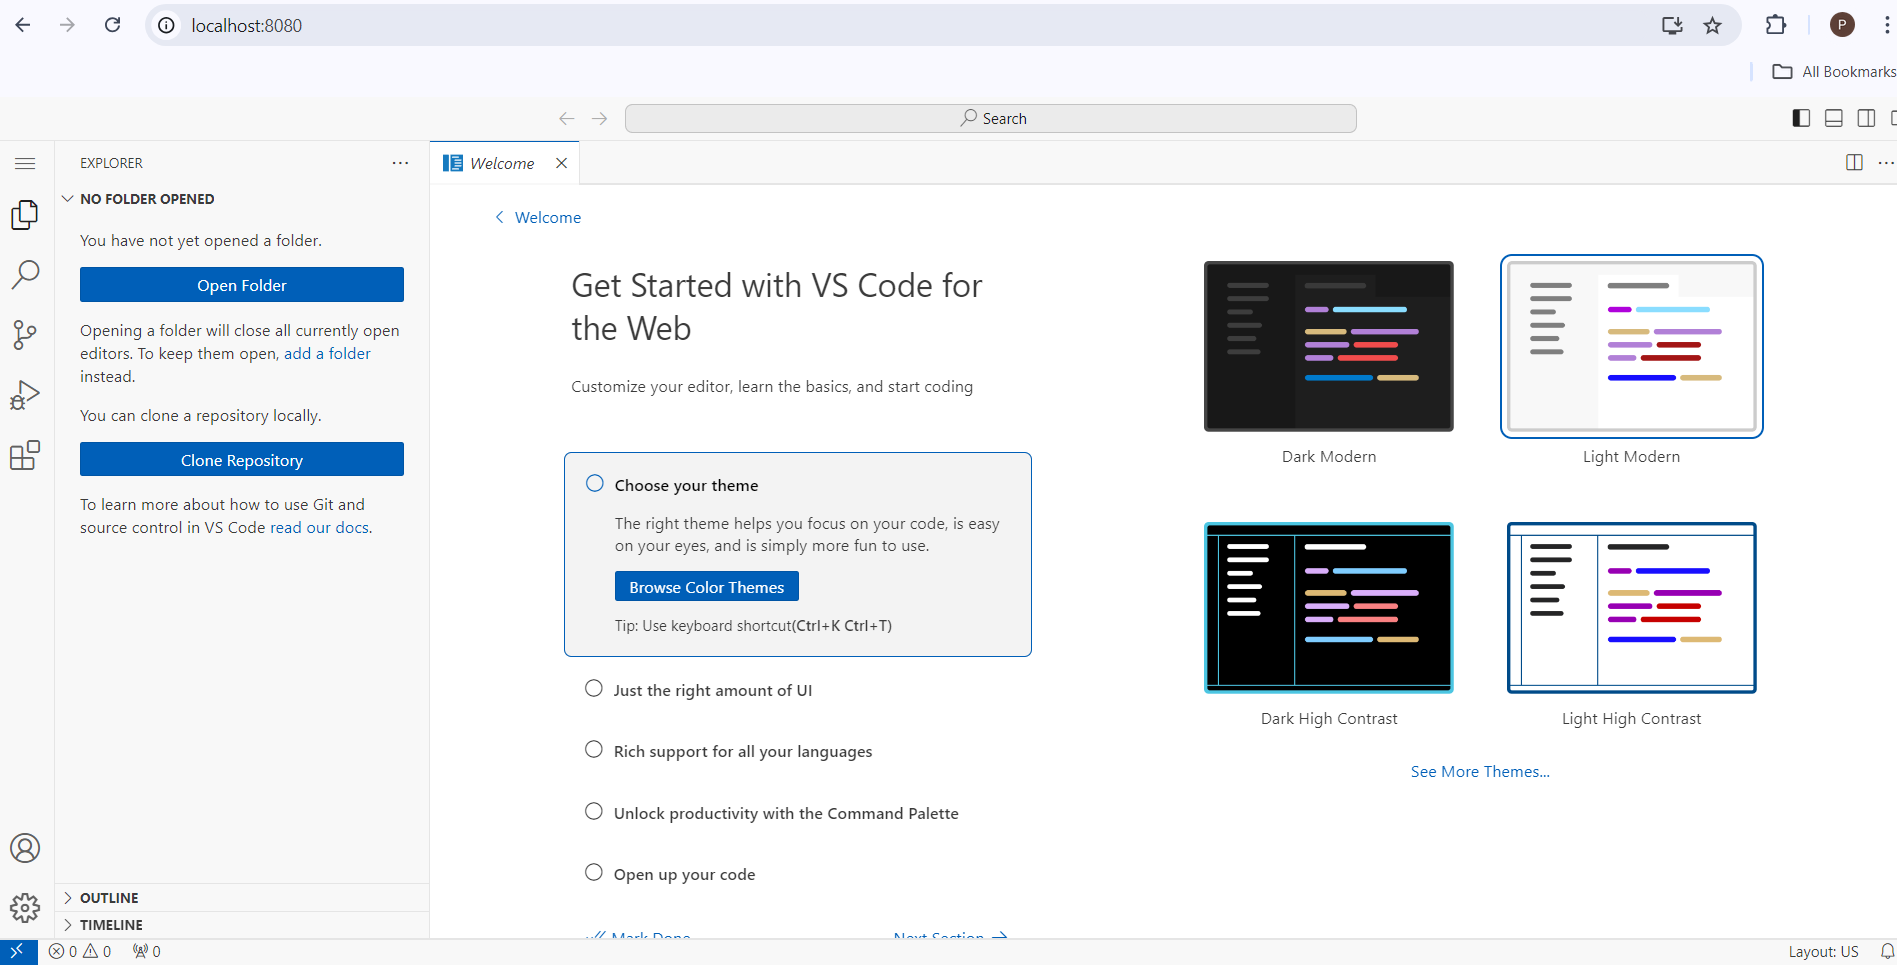 localhost:8080
P
All Bookmarks
Search
EXPLORER
Welcome
NO FOLDER OPENED
You have not yet opened a folder.
Open Folder
Opening a folder will close all currently open
editors. To keep them open, add a folder
instead.
You can clone a repository locally.
Clone Repository
To learn more about how to use Git and
source control in VS Code read our docs.
OUTLINE
TIMELINE
Welcome
Get Started with VS Code for
the Web
Customize your editor, learn the basics, and start coding
Choose your theme
The right theme helps you focus on your code, is easy
on your eyes, and is simply more fun to use.
Browse Color Themes
Tip: Use keyboard shortcut(Ctrl+K Ctrl+T)
Just the right amount of UI
Rich support for all your languages
Unlock productivity with the Command Palette
Open up your code
Mark Done
Next Section
Dark Modern
Light Modern
Dark High Contrast
Light High Contrast
See More Themes...
0 0 0
Layout: US